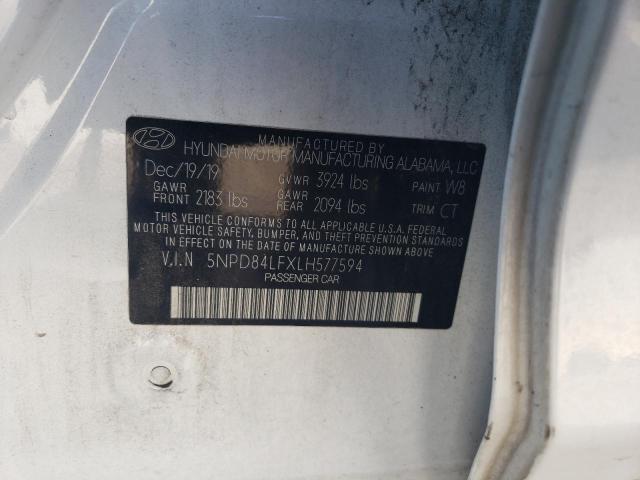 MANUFACTURED BY
HYUNDAI MOTOR MANUFACTURING ALABAMA, LLC
Dec/19/19 GVWR 3924 lbs PAINT W8
GAWR FRONT 2183 lbs GAWR REAR 2094 lbs TRIM CT
THIS VEHICLE CONFORMS TO ALL APPLICABLE U.S.A. FEDERAL
MOTOR VEHICLE SAFETY, BUMPER, AND THEFT PREVENTION STANDARDS
IN EFFECT ON THE DATE OF MANUFACTURE SHOWN ABOVE.
V.I.N 5NPD84LFXLH577594
PASSENGER CAR